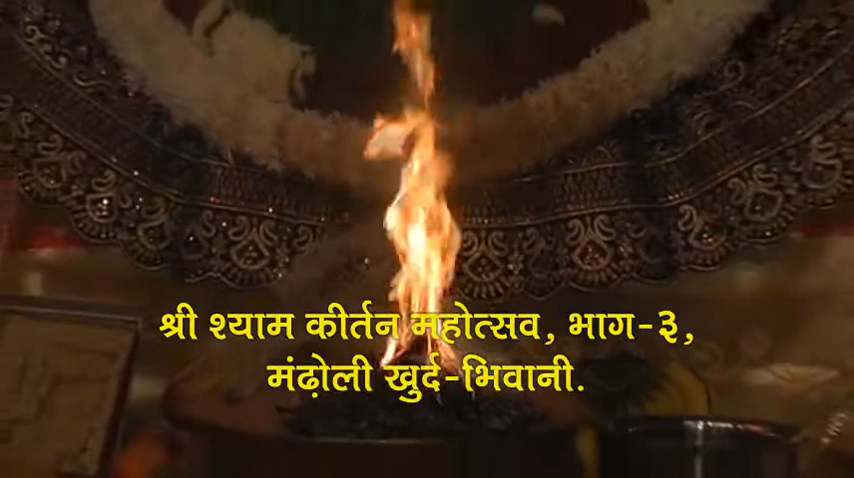 श्री श्याम कीर्तन महोत्सव, भाग-३,
मंढ़ोली खुर्द-भिवानी.